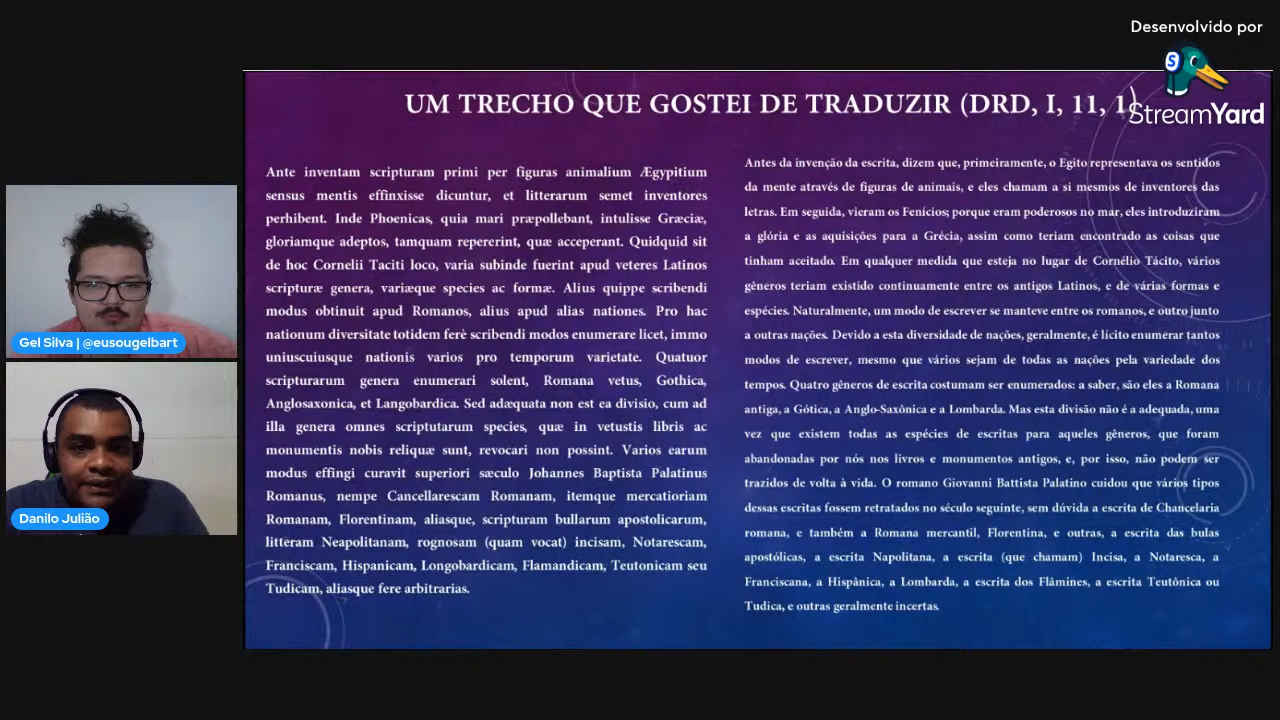 Desenvolvido por
StreamYard
UM TRECHO QUE GOSTEI DE TRADUZIR (DRD, I, 11, 1)
Ante inventam scripturam primi per figuras animalium Ægypitium
sensus mentis effinxisse dicuntur, et litterarum semet inventores
perhibent. Inde Phoenicas, quia mari præpollebant, intulisse Græciæ,
gloriamque adeptos, tamquam repererint, quæ acceperant. Quidquid sit
de hoc Cornelii Taciti loco, varia subinde fuerint apud veteres Latinos
scripturæ genera, variæque species ac formæ. Alius quippe scribendi
modus obtinuit apud Romanos, alius apud alias nationes. Pro hac
nationum diversitate totidem ferè scribendi modos enumerare licet, immo
uniuscuiusque nationis varios pro temporum varietate. Quatuor
scripturarum genera enumerari solent, Romana vetus, Gothica,
Anglosaxonica, et Langobardica. Sed adæquata non est ea divisio, cum ad
illa genera omnes scriptutarum species, quæ in vetustis libris ac
monumentis nobis reliquæ sunt, revocari non possint. Varios earum
modus effingi curavit superiori sæculo Johannes Baptista Palatinus
Romanus, nempe Cancellarescam Romanam, itemque mercatioriam
Romanam, Florentinam, aliasque, scripturam bullarum apostolicarum,
litteram Neapolitanam, rognosam (quam vocat) incisam, Notarescam,
Franciscam, Hispanicam, Longobardicam, Flamandicam, Teutonicam seu
Tudicam, aliasque fere arbitrarias.
Antes da invenção da escrita, dizem que, primeiramente, o Egito representava os sentidos
da mente através de figuras de animais, e eles chamam a si mesmos de inventores das
letras. Em seguida, vieram os Fenícios; porque eram poderosos no mar, eles introduziram
a glória e as aquisições para a Grécia, assim como teriam encontrado as coisas que
tinham aceitado. Em qualquer medida que esteja no lugar de Cornélio Tácito, vários
gêneros teriam existido continuamente entre os antigos Latinos, e de várias formas e
espécies. Naturalmente, um modo de escrever se manteve entre os romanos, e outro junto
a outras nações. Devido a esta diversidade de nações, geralmente, é lícito enumerar tantos
modos de escrever, mesmo que vários sejam de todas as nações pela variedade dos
tempos. Quatro gêneros de escrita costumam ser enumerados: a saber, são eles a Romana
antiga, a Gótica, a Anglo-Saxônica e a Lombarda. Mas esta divisão não é a adequada, uma
vez que existem todas as espécies de escritas para aqueles gêneros, que foram
abandonadas por nós nos livros e monumentos antigos, e, por isso, não podem ser
trazidos de volta à vida. O romano Giovanni Battista Palatino cuidou que vários tipos
dessas escritas fossem retratados no século seguinte, sem dúvida a escrita de Chancelaria
romana, e também a Romana mercantil, Florentina, e outras, a escrita das bulas
apostólicas, a escrita Napolitana, a escrita (que chamam) Incisa, a Notaresca, a
Franciscana, a Hispânica, a Lombarda, a escrita dos Flâmines, a escrita Teutônica ou
Tudica, e outras geralmente incertas.
Gel Silva | @eusougelbart
Danilo Julião